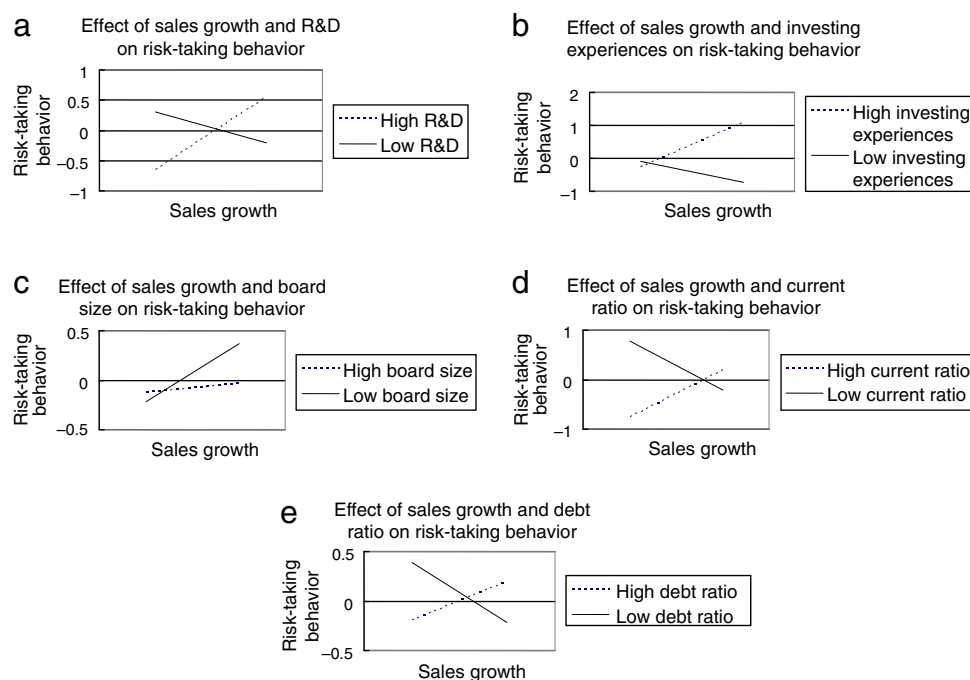 a
Effect of sales growth and R&D
on risk-taking behavior
Risk-taking
behavior
1
0.5
0
−0.5
−1
Sales growth
High R&D
Low R&D
b
Effect of sales growth and investing
experiences on risk-taking behavior
Risk-taking
behavior
2
1
0
−1
Sales growth
High investing
experiences
Low investing
experiences
c
Effect of sales growth and board
size on risk-taking behavior
Risk-taking
behavior
0.5
0
−0.5
Sales growth
High board size
Low board size
d
Effect of sales growth and current
ratio on risk-taking behavior
Risk-taking
behavior
1
0
−1
Sales growth
High current ratio
Low current ratio
e
Effect of sales growth and debt
ratio on risk-taking behavior
Risk-taking
behavior
0.5
0
−0.5
Sales growth
High debt ratio
Low debt ratio